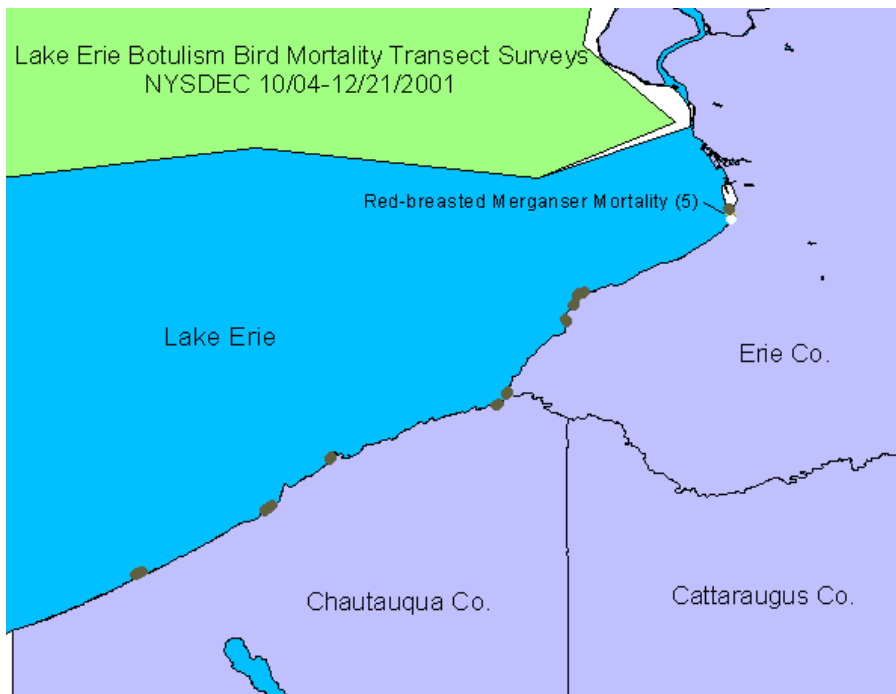 Lake Erie Botulism Bird Mortality Transect Surveys
NYSDEC 10/04-12/21/2001
Red-breasted Merganser Mortality (5)
Lake Erie
Erie Co.
Chautauqua Co.
Cattaraugus Co.